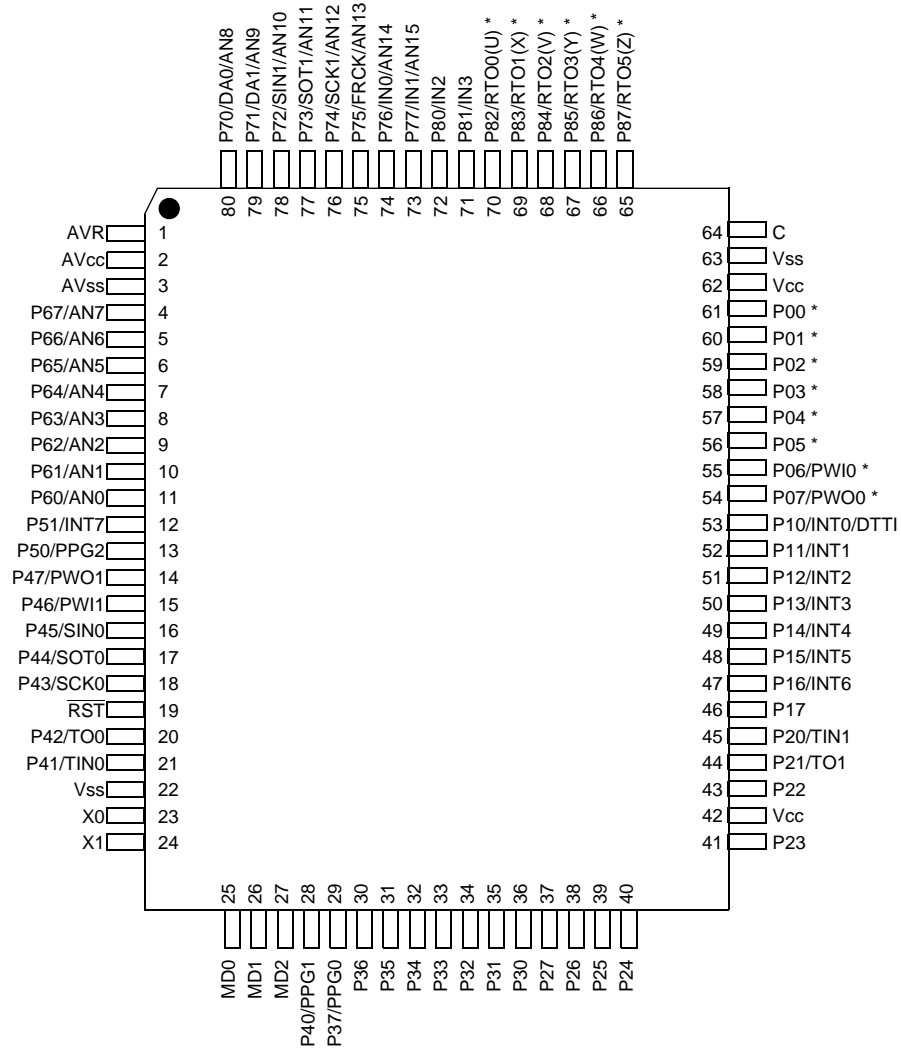 P70/DA0/AN8
P71/DA1/AN9
P72/SIN1/AN10
P73/SOT1/AN11
P74/SCK1/AN12
P75/FRCK/AN13
P76/IN0/AN14
P77/IN1/AN15
P80/IN2
P81/IN3
P82/RTO0(U) *
P83/RTO1(X) *
P84/RTO2(V) *
P85/RTO3(Y) *
P86/RTO4(W) *
P87/RTO5(Z) *
80 79 78 77 76 75 74 73 72 71 70 69 68 67 66 65
AVR 1
AVcc 2
AVss 3
P67/AN7 4
P66/AN6 5
P65/AN5 6
P64/AN4 7
P63/AN3 8
P62/AN2 9
P61/AN1 10
P60/AN0 11
P51/INT7 12
P50/PPG2 13
P47/PWO1 14
P46/PWI1 15
P45/SIN0 16
P44/SOT0 17
P43/SCK0 18
RST 19
P42/TO0 20
P41/TIN0 21
Vss 22
X0 23
X1 24
64 C
63 Vss
62 Vcc
61 P00 *
60 P01 *
59 P02 *
58 P03 *
57 P04 *
56 P05 *
55 P06/PWI0 *
54 P07/PWO0 *
53 P10/INT0/DTTI
52 P11/INT1
51 P12/INT2
50 P13/INT3
49 P14/INT4
48 P15/INT5
47 P16/INT6
46 P17
45 P20/TIN1
44 P21/TO1
43 P22
42 Vcc
41 P23
25 26 27 28 29 30 31 32 33 34 35 36 37 38 39 40
MD0
MD1
MD2
P40/PPG1
P37/PPG0
P36
P35
P34
P33
P32
P31
P30
P27
P26
P25
P24